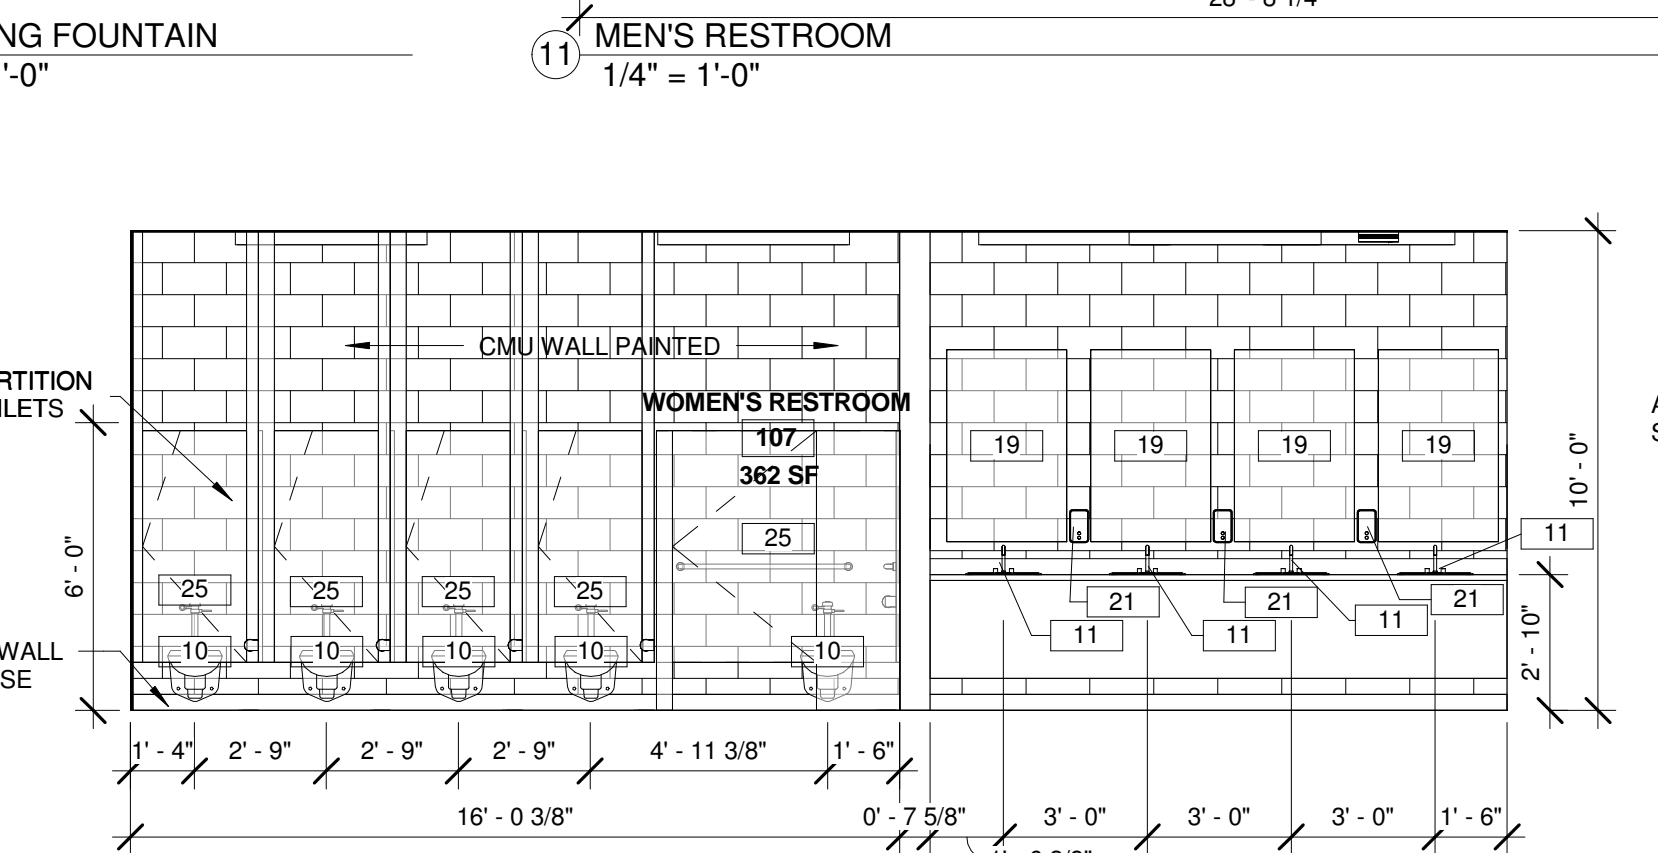 NG FOUNTAIN
'-0"
11
MEN'S RESTROOM
1/4" = 1'-0"
CMU WALL PAINTED
RTITION
ILETS
WOMEN'S RESTROOM
107
362 SF
19
19
19
19
25
6' - 0"
10' - 0"
11
25
25
25
25
21
21
21
11
11
11
10
10
10
10
10
WALL
SE
2' - 10"
1' - 4"
2' - 9"
2' - 9"
2' - 9"
4' - 11 3/8"
1' - 6"
16' - 0 3/8"
0' - 7 5/8"
3' - 0"
3' - 0"
3' - 0"
1' - 6"